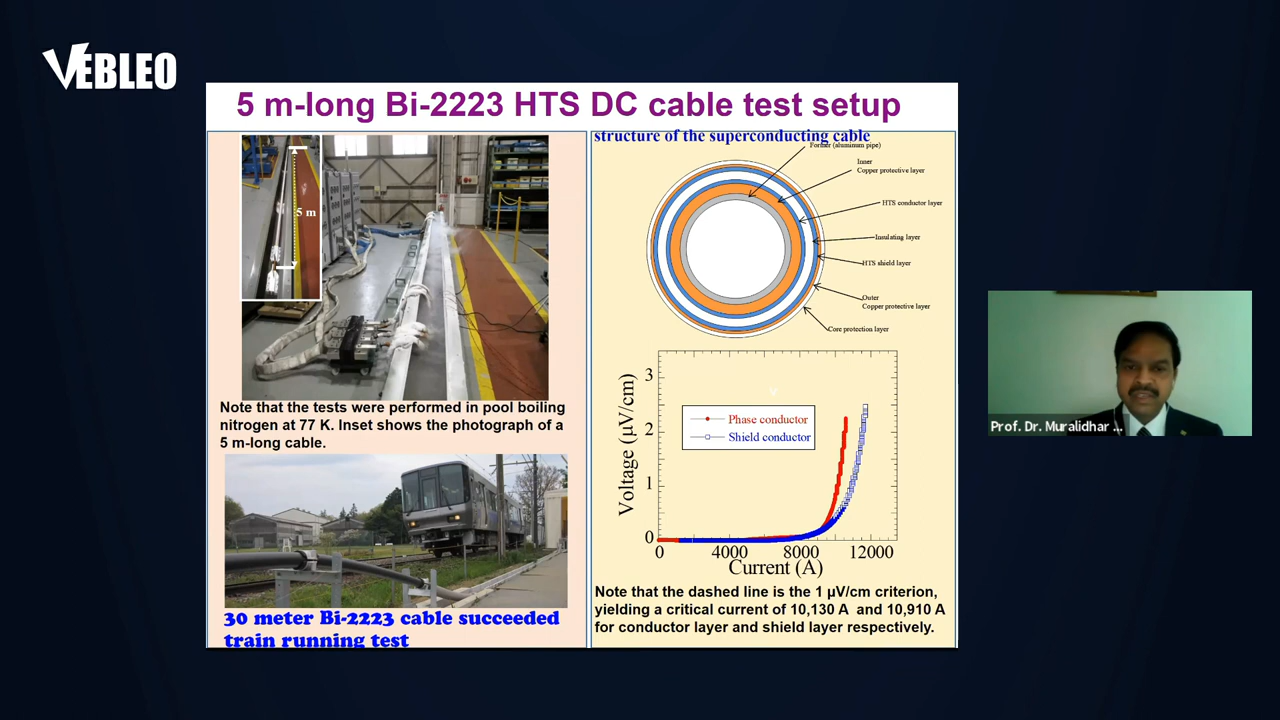 VEBLEO
5 m-long Bi-2223 HTS DC cable test setup
5 m
Note that the tests were performed in pool boiling
nitrogen at 77 K. Inset shows the photograph of a
5 m-long cable.
30 meter Bi-2223 cable succeeded
train running test
structure of the superconducting cable
Former (aluminum pipe)
Inner
Copper protective layer
HTS conductor layer
Insulating layer
HTS shield layer
Outer
Copper protective layer
Core protection layer
Voltage (µV/cm)
3
2
1
0
Phase conductor
Shield conductor
0 4000 8000 12000
Current (A)
Note that the dashed line is the 1 µV/cm criterion,
yielding a critical current of 10,130 A and 10,910 A
for conductor layer and shield layer respectively.
Prof. Dr. Muralidhar ...